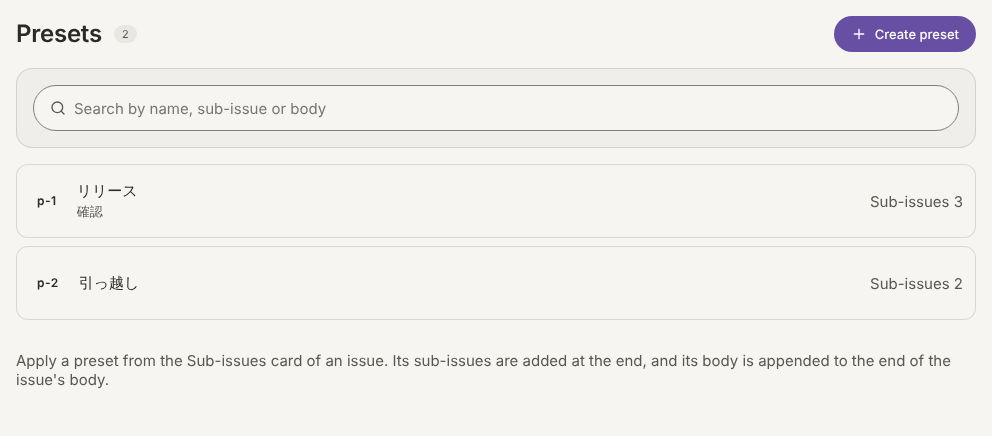 Presets 2
Create preset
Search by name, sub-issue or body
p-1 リリース Sub-issues 3
確認
p-2 引っ越し Sub-issues 2
Apply a preset from the Sub-issues card of an issue. Its sub-issues are added at the end, and its body is appended to the end of the
issue's body.